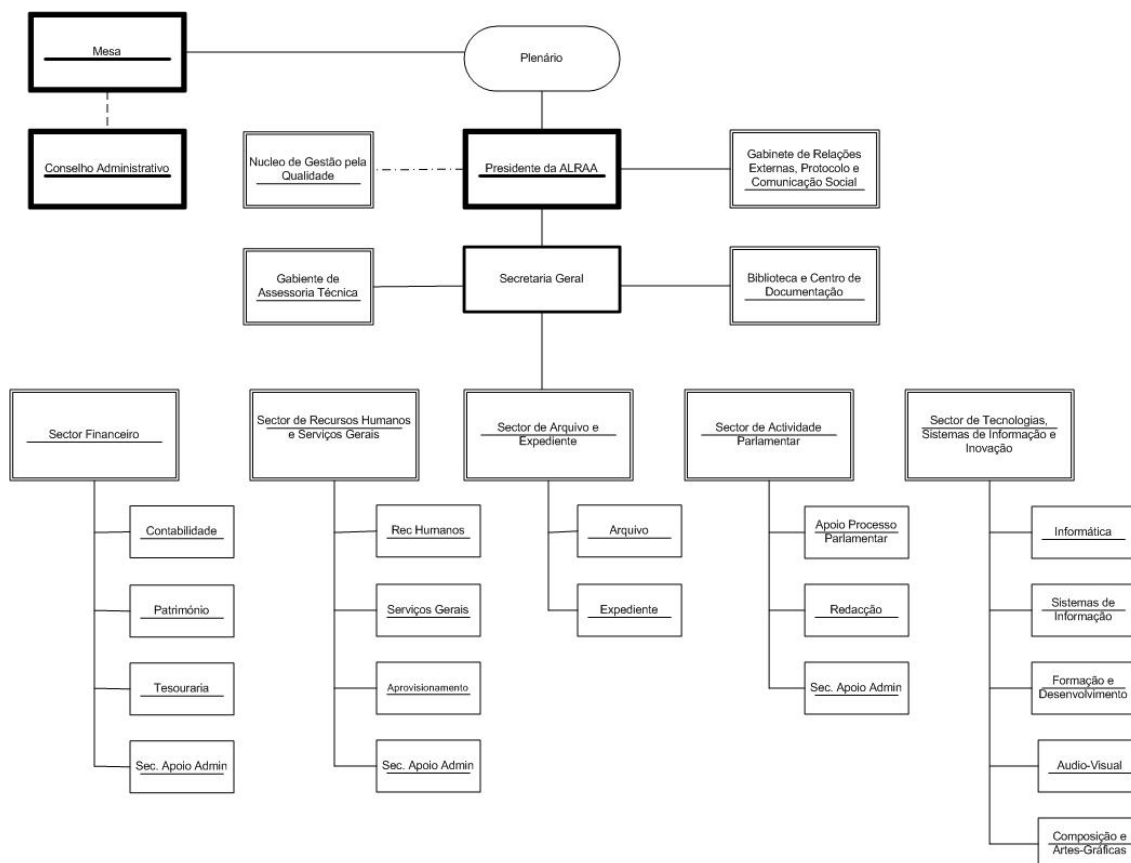 Mesa
Plenário
Conselho Administrativo
Nucleo de Gestão pela
Qualidade
Presidente da ALRAA
Gabinete de Relações
Externas, Protocolo e
Comunicação Social
Gabiente de
Assessoria Técnica
Secretaria Geral
Biblioteca e Centro de
Documentação
Sector Financeiro
Sector de Recursos Humanos
e Serviços Gerais
Sector de Arquivo e
Expediente
Sector de Actividade
Parlamentar
Sector de Tecnologias,
Sistemas de Informação e
Inovação
Contabilidade
Património
Tesouraria
Sec. Apoio Admin
Rec Humanos
Serviços Gerais
Aprovisionamento
Sec. Apoio Admin
Arquivo
Expediente
Apoio Processo
Parlamentar
Redacção
Sec. Apoio Admin
Informática
Sistemas de
Informação
Formação e
Desenvolvimento
Audio-Visual
Composição e
Artes-Gráficas